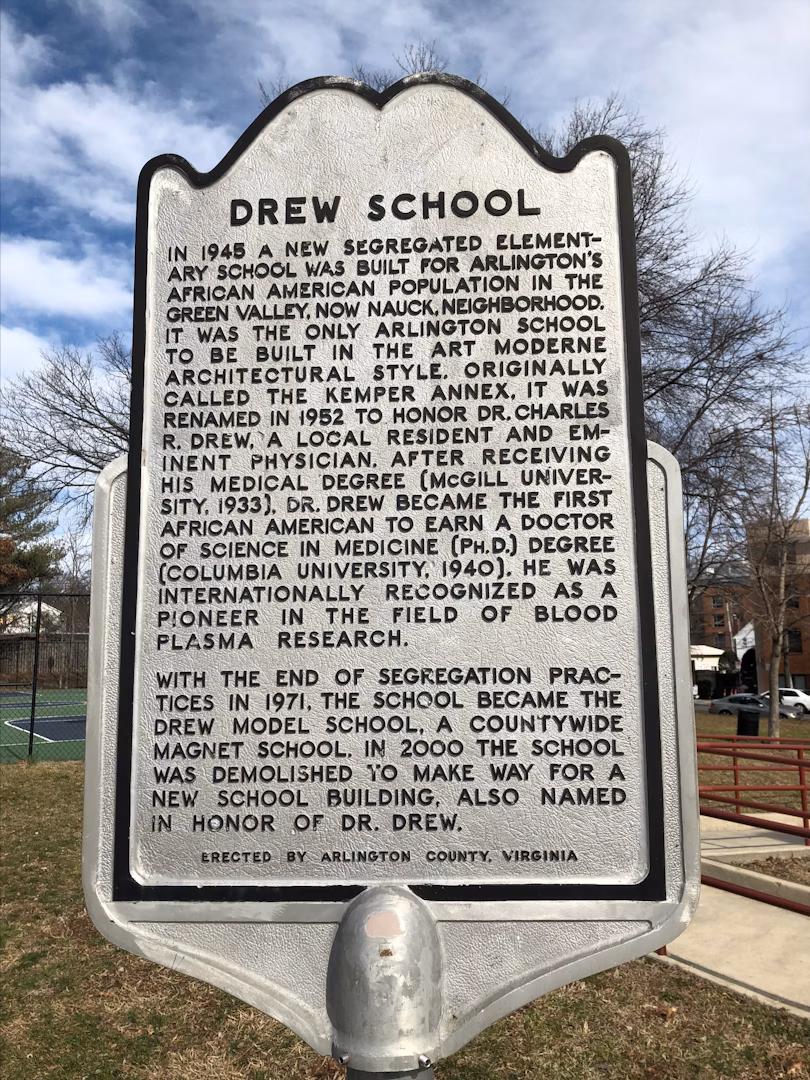 DREW SCHOOL
IN 1945 A NEW SEGREGATED ELEMENT-
ARY SCHOOL WAS BUILT FOR ARLINGTON'S
AFRICAN AMERICAN POPULATION IN THE
GREEN VALLEY, NOW NAUCK, NEIGHBORHOOD.
IT WAS THE ONLY ARLINGTON SCHOOL
TO BE BUILT IN THE ART MODERNE
ARCHITECTURAL STYLE. ORIGINALLY
CALLED THE KEMPER ANNEX, IT WAS
RENAMED IN 1952 TO HONOR DR. CHARLES
R. DREW, A LOCAL RESIDENT AND EM-
INENT PHYSICIAN. AFTER RECEIVING
HIS MEDICAL DEGREE (McGILL UNIVER-
SITY, 1933), DR. DREW BECAME THE FIRST
AFRICAN AMERICAN TO EARN A DOCTOR
OF SCIENCE IN MEDICINE (PH.D.) DEGREE
(COLUMBIA UNIVERSITY, 1940). HE WAS
INTERNATIONALLY RECOGNIZED AS A
PIONEER IN THE FIELD OF BLOOD
PLASMA RESEARCH.
WITH THE END OF SEGREGATION PRAC-
TICES IN 1971, THE SCHOOL BECAME THE
DREW MODEL SCHOOL, A COUNTYWIDE
MAGNET SCHOOL. IN 2000 THE SCHOOL
WAS DEMOLISHED TO MAKE WAY FOR A
NEW SCHOOL BUILDING, ALSO NAMED
IN HONOR OF DR. DREW.
ERECTED BY ARLINGTON COUNTY, VIRGINIA